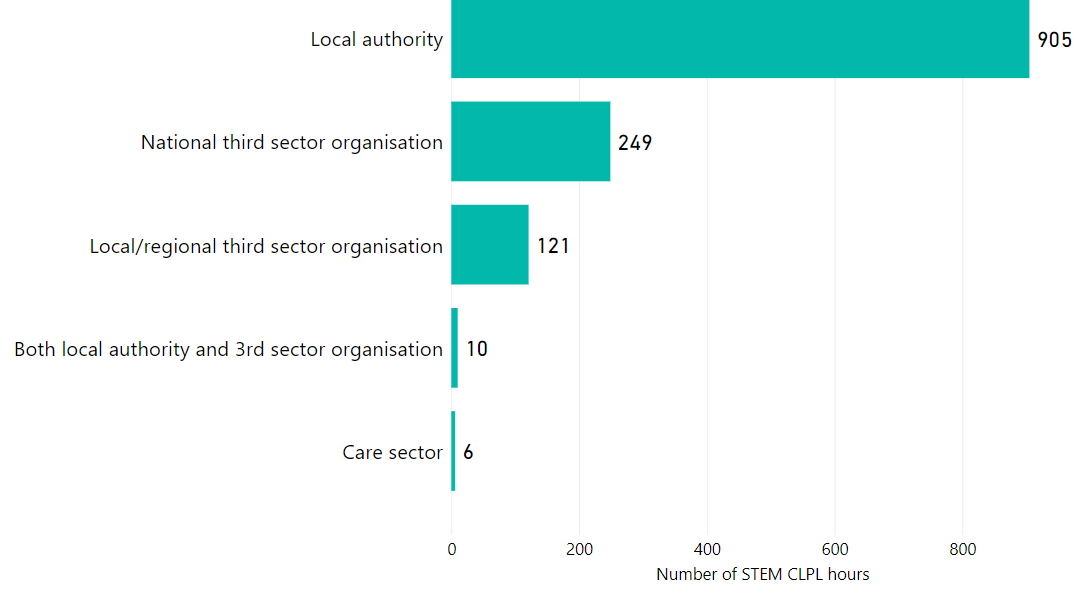 Local authority 905
National third sector organisation 249
Local/regional third sector organisation 121
Both local authority and 3rd sector organisation 10
Care sector 6
0 200 400 600 800
Number of STEM CLPL hours